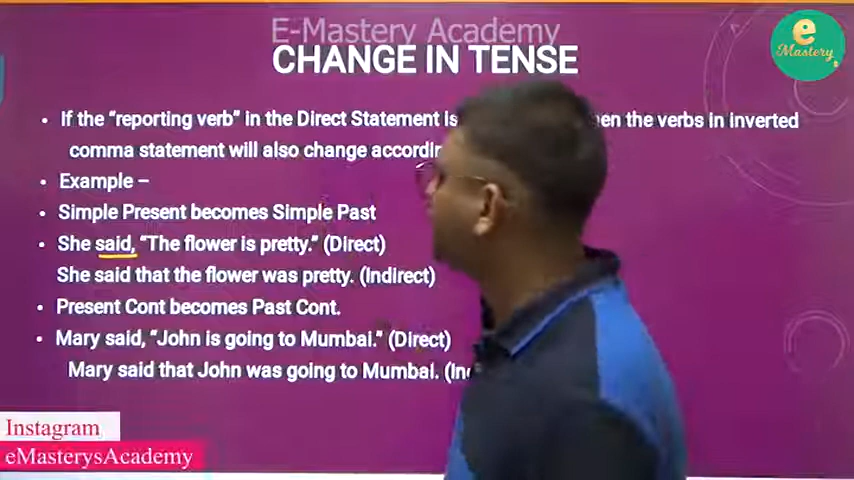 E-Mastery Academy
CHANGE IN TENSE
e
Mastery
• If the “reporting verb” in the Direct Statement is en the verbs in inverted
comma statement will also change accordin
• Example –
• Simple Present becomes Simple Past
• She said, “The flower is pretty.” (Direct)
She said that the flower was pretty. (Indirect)
• Present Cont becomes Past Cont.
• Mary said, “John is going to Mumbai.” (Direct)
Mary said that John was going to Mumbai. (In
Instagram
eMasterysAcademy